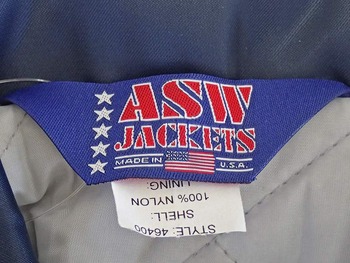 ASW
JACKETS
MADE IN U.S.A.
STYLE: 46400
SHELL:
100% NYLON
LINING: